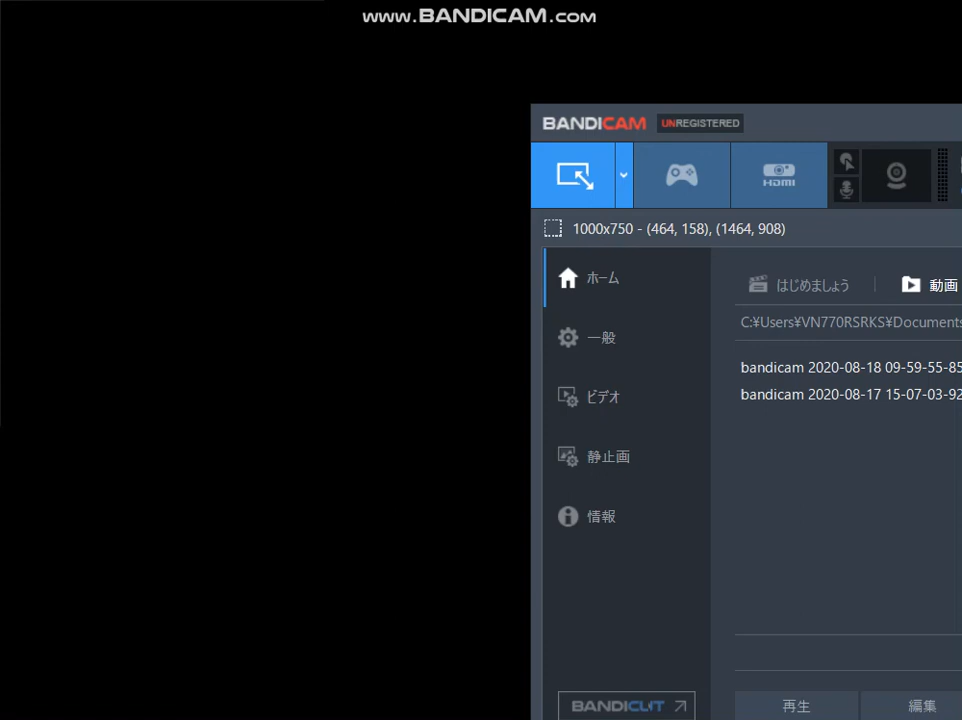 www.BANDICAM.com
BANDICAM UNREGISTERED
HDMI
1000x750 - (464, 158), (1464, 908)
ホーム
一般
ビデオ
静止画
情報
はじめましょう
動画
C:¥Users¥VN770RSRKS¥Documents
bandicam 2020-08-18 09-59-55-85
bandicam 2020-08-17 15-07-03-92
BANDICUT
再生
編集